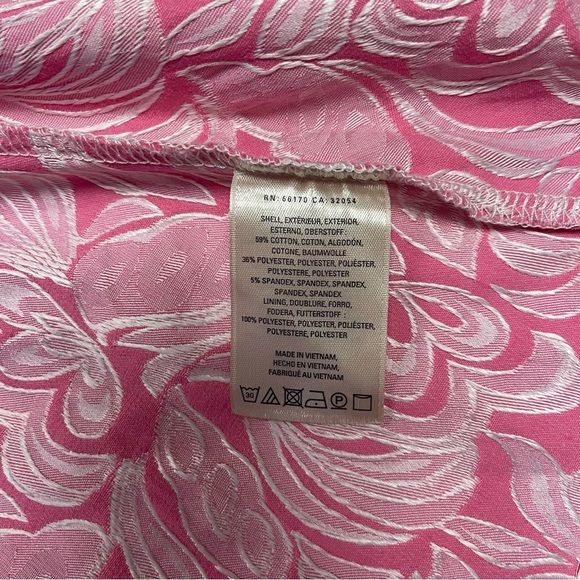 RN: 66170 CA: 32054
SHELL, EXTÉRIEUR, EXTERIOR,
ESTERNO, OBERSTOFF:
59% COTTON, COTON, ALGODÓN,
COTONE, BAUMWOLLE
36% POLYESTER, POLYESTER, POLIÉSTER,
POLYESTERE, POLYESTER
5% SPANDEX, SPANDEX, SPANDEX,
SPANDEX, SPANDEX
LINING, DOUBLURE, FORRO,
FODERA, FUTTERSTOFF :
100% POLYESTER, POLYESTER, POLIÉSTER,
POLYESTERE, POLYESTER
MADE IN VIETNAM,
HECHO EN VIETNAM,
FABRIQUÉ AU VIETNAM
30 P